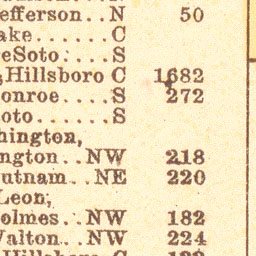 efferson..N 50
ake......C
eSoto....S
,Hillsboro C 1682
onroe.....S 272
oto.......S
hington,
ngton..NW 218
utnam..NE 220
Leon,
olmes..NW 182
Walton..NW 224